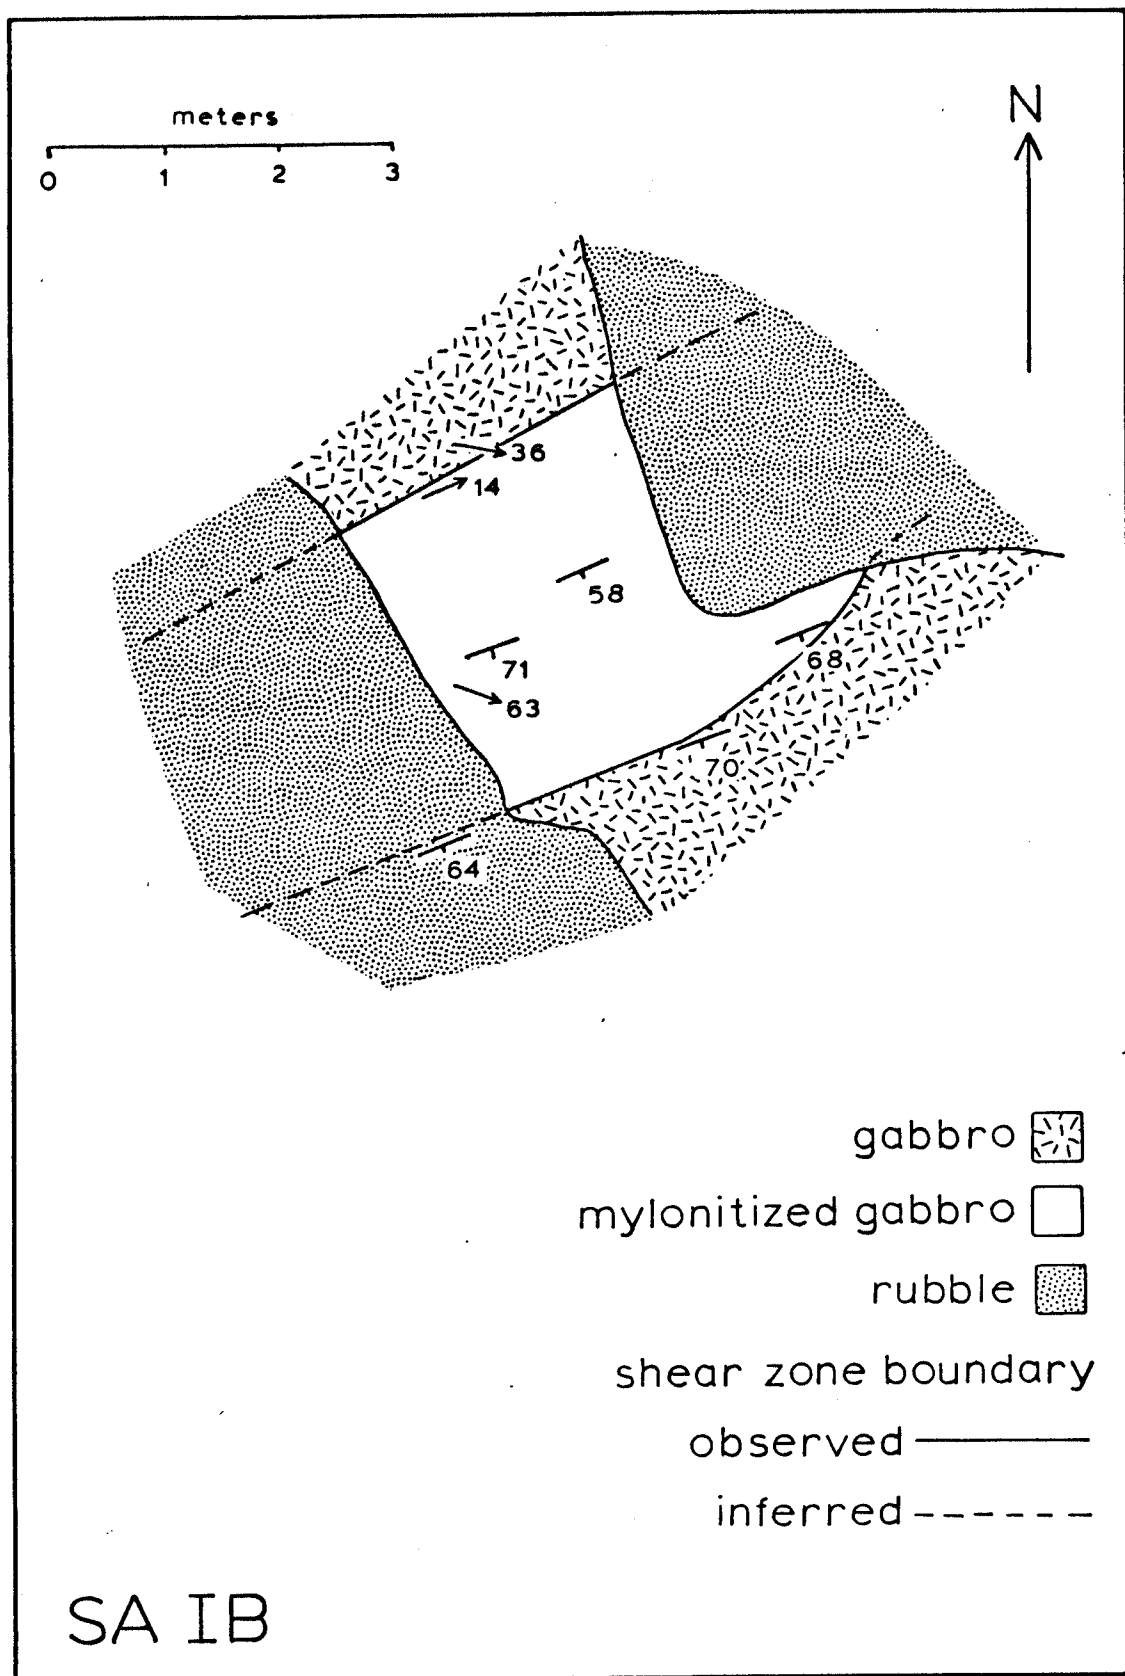 meters
N
0 1 2 3
36
14
58
71
68
63
70
64
gabbro
mylonitized gabbro
rubble
shear zone boundary
observed
inferred
SA IB